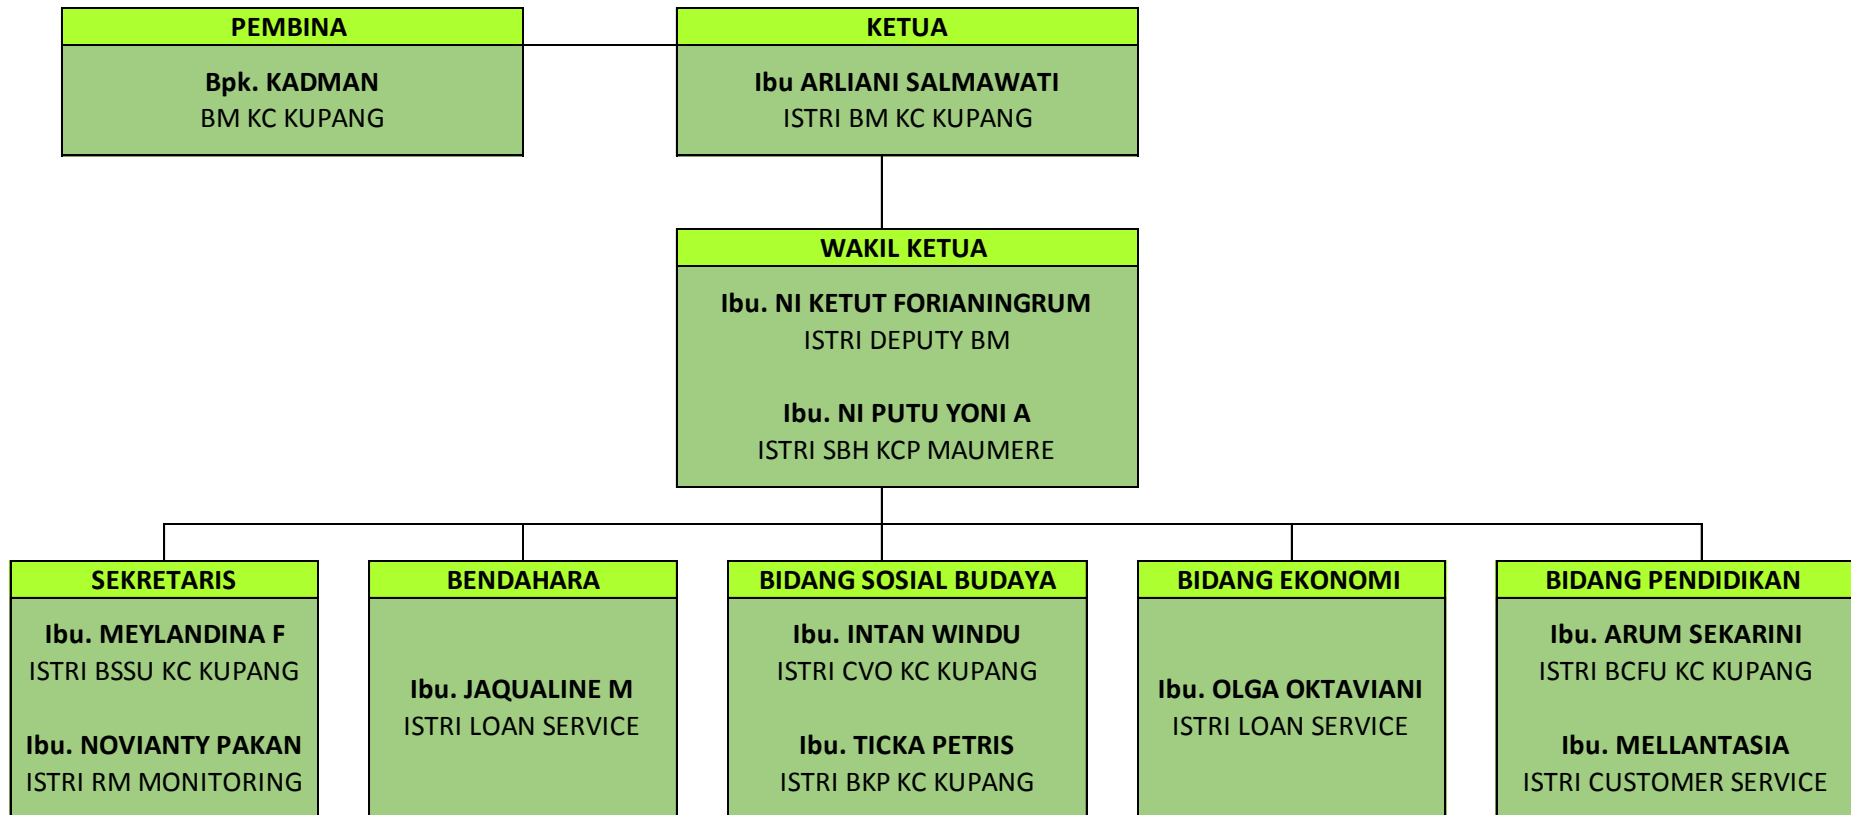 PEMBINA
Bpk. KADMAN
BM KC KUPANG
KETUA
Ibu ARLIANI SALMAWATI
ISTRI BM KC KUPANG
WAKIL KETUA
Ibu. NI KETUT FORIANINGRUM
ISTRI DEPUTY BM
Ibu. NI PUTU YONI A
ISTRI SBH KCP MAUMERE
SEKRETARIS
Ibu. MEYLANDINA F
ISTRI BSSU KC KUPANG
Ibu. NOVIANTY PAKAN
ISTRI RM MONITORING
BENDAHARA
Ibu. JAQUALINE M
ISTRI LOAN SERVICE
BIDANG SOSIAL BUDAYA
Ibu. INTAN WINDU
ISTRI CVO KC KUPANG
Ibu. TICKA PETRIS
ISTRI BKP KC KUPANG
BIDANG EKONOMI
Ibu. OLGA OKTAVIANI
ISTRI LOAN SERVICE
BIDANG PENDIDIKAN
Ibu. ARUM SEKARINI
ISTRI BCFU KC KUPANG
Ibu. MELLANTASIA
ISTRI CUSTOMER SERVICE